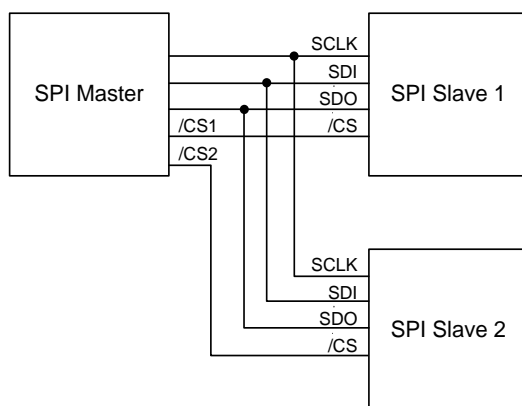 SCLK
SDI
SPI Master
SDO
SPI Slave 1
/CS1
/CS
/CS2
SCLK
SDI
SDO
SPI Slave 2
/CS